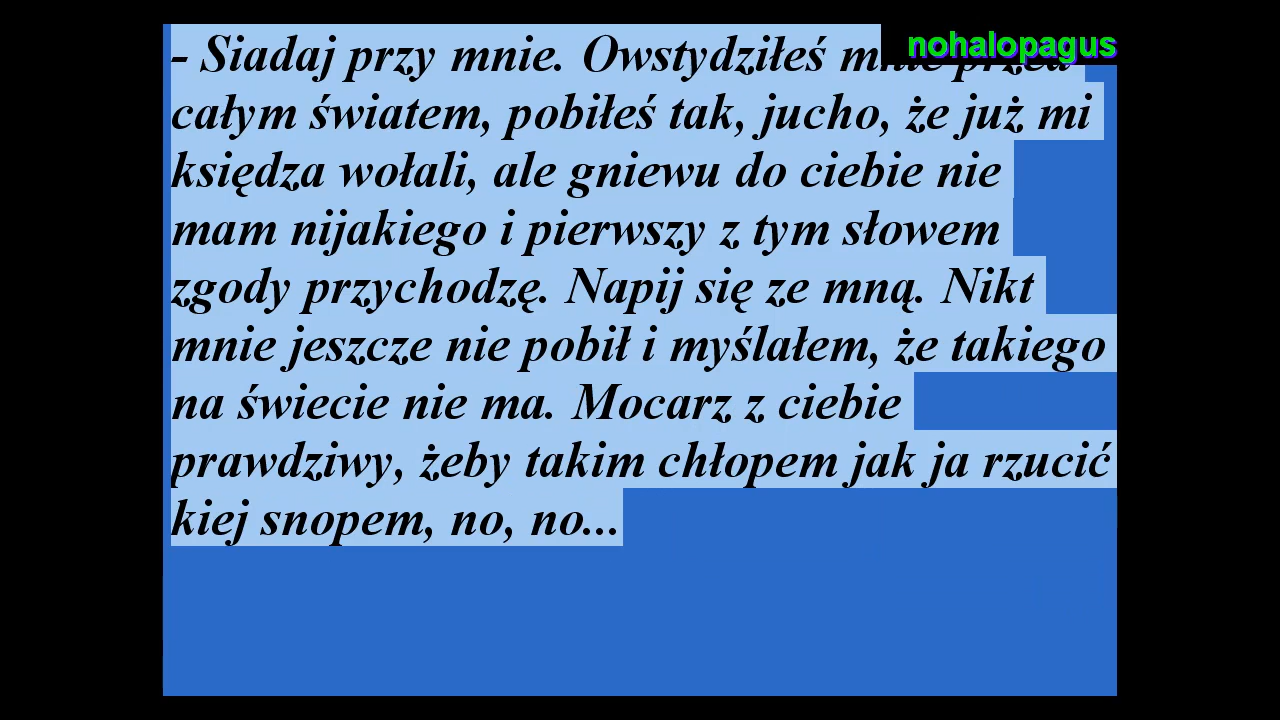 - Siadaj przy mnie. Owstydziłeś mnie przed
nohalopagus
całym światem, pobiłeś tak, jucho, że już mi
księdza wołali, ale gniewu do ciebie nie
mam nijakiego i pierwszy z tym słowem
zgody przychodzę. Napij się ze mną. Nikt
mnie jeszcze nie pobił i myślałem, że takiego
na świecie nie ma. Mocarz z ciebie
prawdziwy, żeby takim chłopem jak ja rzucić
kiej snopem, no, no...